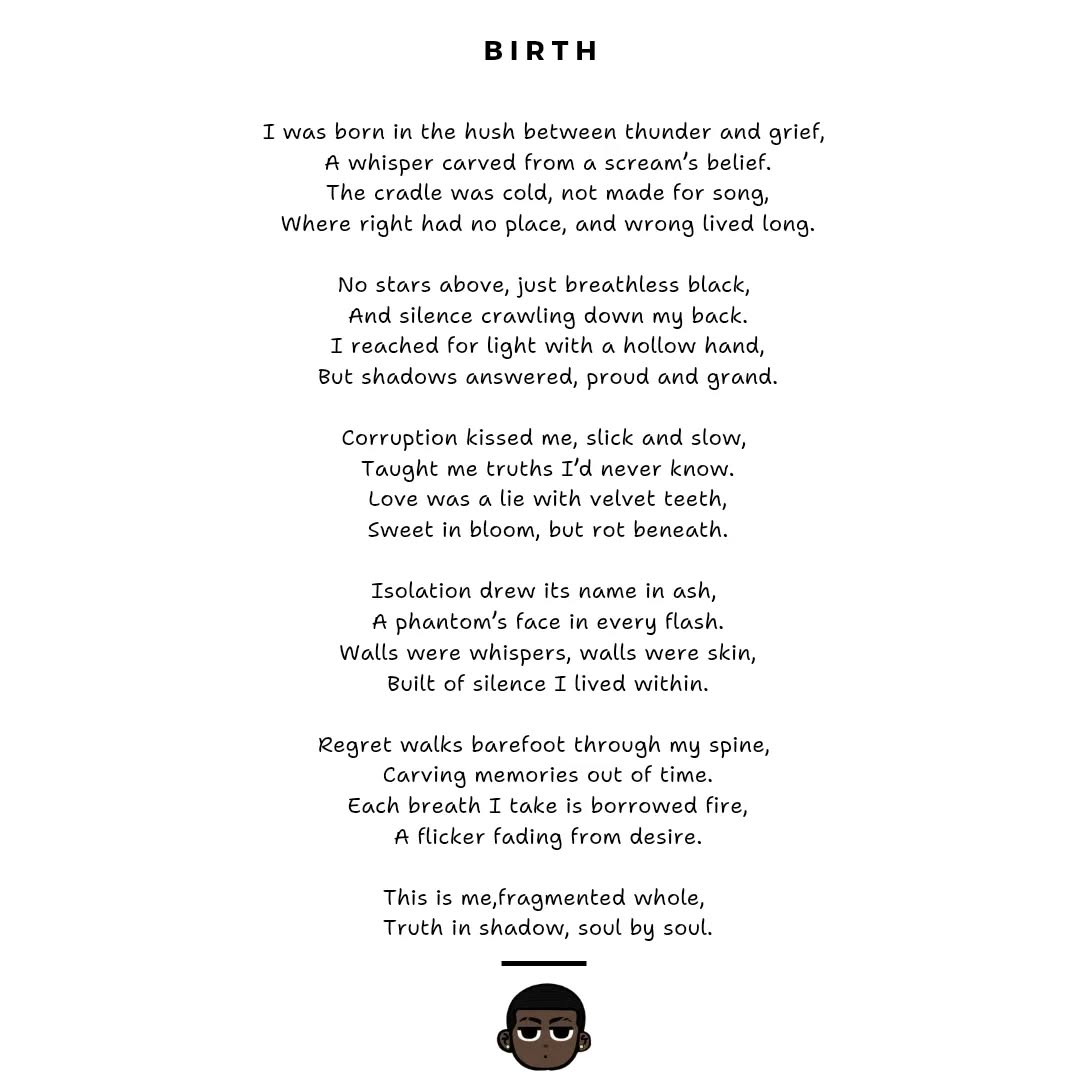 BIRTH
I was born in the hush between thunder and grief,
A whisper carved from a scream’s belief.
The cradle was cold, not made for song,
Where right had no place, and wrong lived long.
No stars above, just breathless black,
And silence crawling down my back.
I reached for light with a hollow hand,
But shadows answered, proud and grand.
Corruption kissed me, slick and slow,
Taught me truths I’d never know.
Love was a lie with velvet teeth,
Sweet in bloom, but rot beneath.
Isolation drew its name in ash,
A phantom’s face in every flash.
Walls were whispers, walls were skin,
Built of silence I lived within.
Regret walks barefoot through my spine,
Carving memories out of time.
Each breath I take is borrowed fire,
A flicker fading from desire.
This is me,fragmented whole,
Truth in shadow, soul by soul.